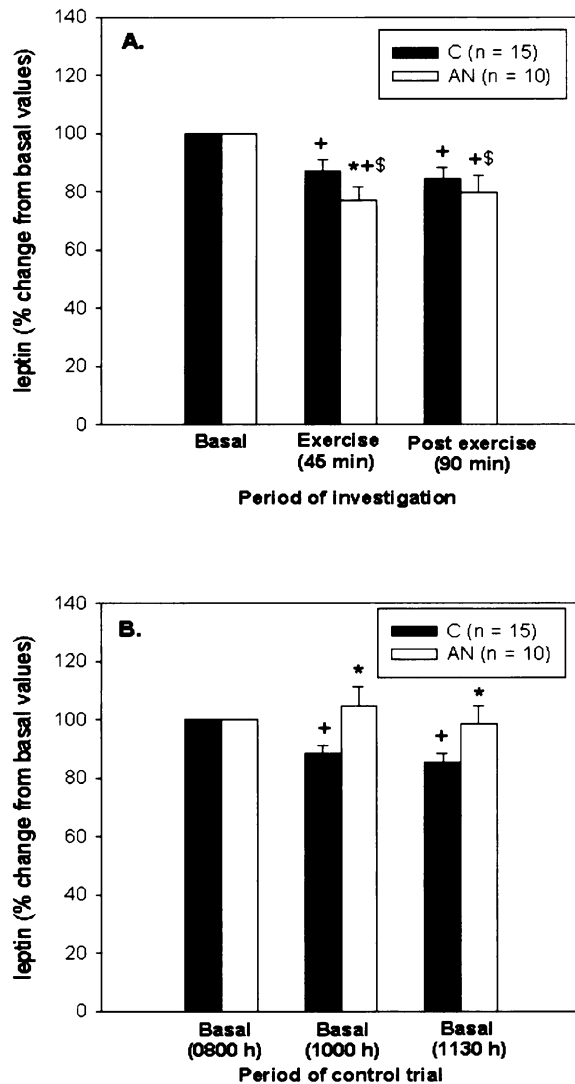 A.
C (n = 15)
AN (n = 10)
leptin (% change from basal values)
140
120
100
80
60
40
20
0
+
*+$
+
+$
Basal
Exercise
(45 min)
Post exercise
(90 min)
Period of investigation
B.
C (n = 15)
AN (n = 10)
leptin (% change from basal values)
140
120
100
80
60
40
20
0
+
*
+
*
Basal
(0800 h)
Basal
(1000 h)
Basal
(1130 h)
Period of control trial